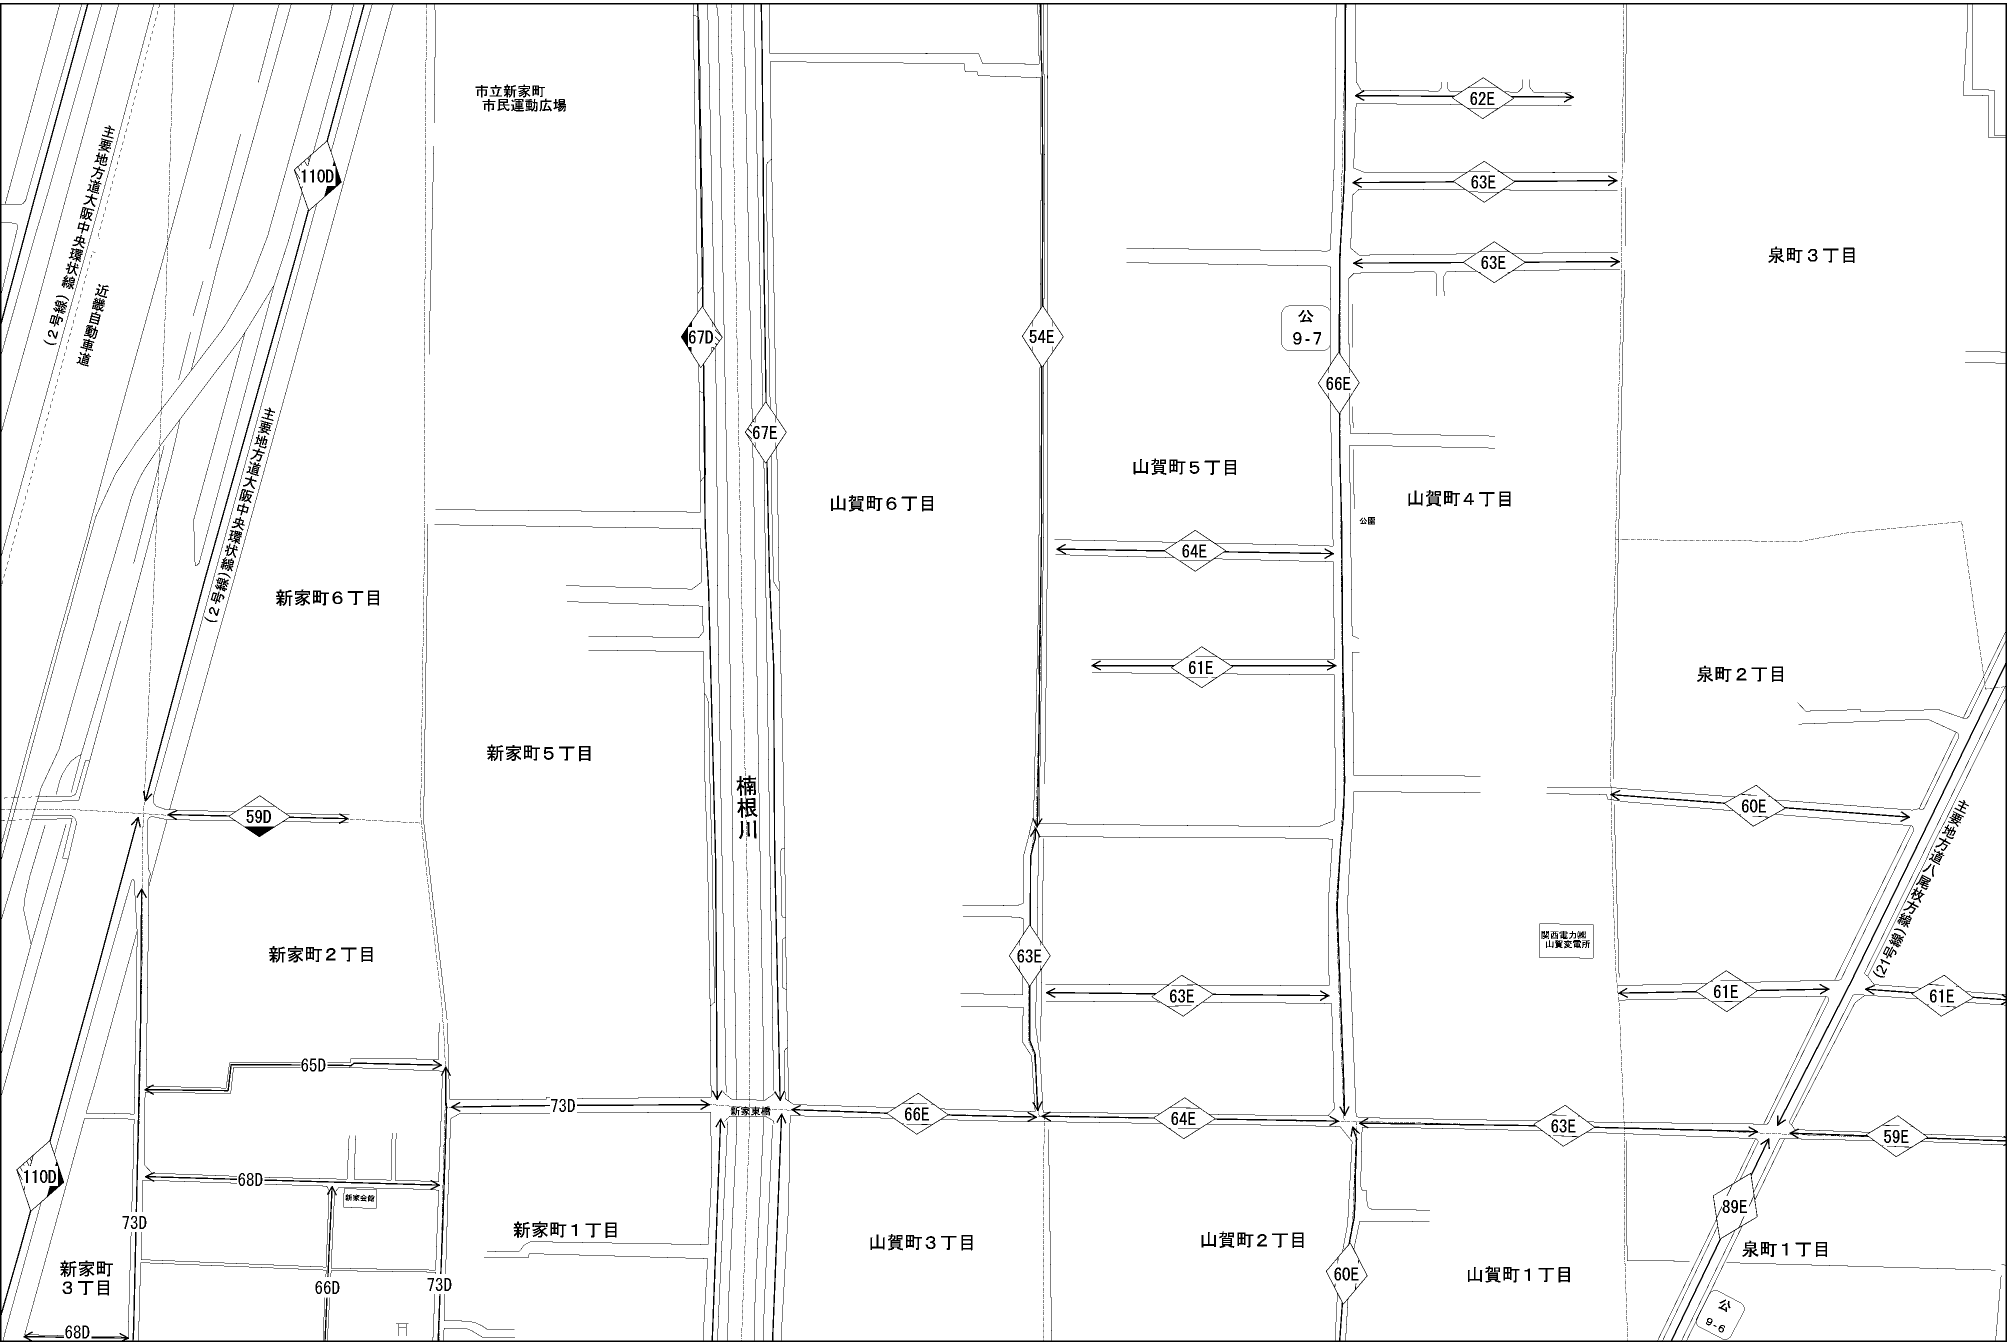 市立新家町
市民運動広場
62E
主要地方道大阪中央環状線
(２号線)
110D
63E
63E
泉町３丁目
近畿自動車道
公
9-7
67D
54E
66E
67E
主要地方道大阪中央環状線
(２号線)
山賀町５丁目
山賀町６丁目
山賀町４丁目
公園
64E
新家町６丁目
61E
泉町２丁目
新家町５丁目
楠根川
60E
59D
主要地方道八尾枚方線
(21号線)
関西電力㈱
山賀変電所
新家町２丁目
63E
63E
61E
61E
65D
73D
新家東橋
66E
64E
63E
59E
110D
68D
新家会館
89E
73D
新家町１丁目
山賀町３丁目
山賀町２丁目
泉町１丁目
新家町
３丁目
66D
73D
60E
山賀町１丁目
公
9-6
68D